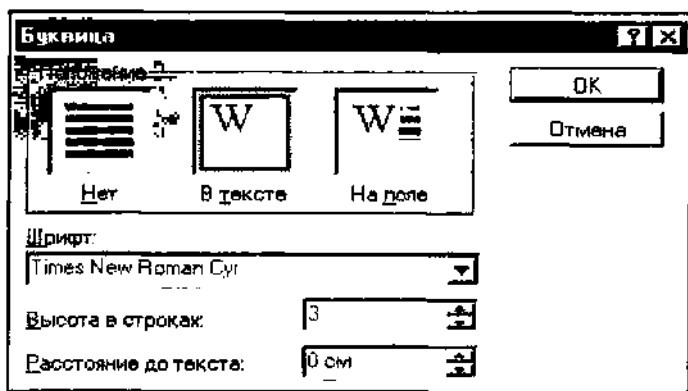 Буквица
Положение
OK
Отмена
W
W
Нет
В тексте
На поле
Шрифт:
Times New Roman Cyr
Высота в строках:
3
Расстояние до текста:
0 см